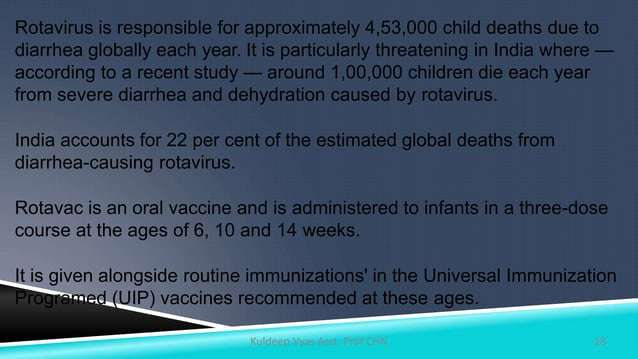 Rotavirus is responsible for approximately 4,53,000 child deaths due to
diarrhea globally each year. It is particularly threatening in India where —
according to a recent study — around 1,00,000 children die each year
from severe diarrhea and dehydration caused by rotavirus.
India accounts for 22 per cent of the estimated global deaths from
diarrhea-causing rotavirus.
Rotavac is an oral vaccine and is administered to infants in a three-dose
course at the ages of 6, 10 and 14 weeks.
It is given alongside routine immunizations' in the Universal Immunization
Programed (UIP) vaccines recommended at these ages.
Kuldeep Vyas Asst. Prof CHN